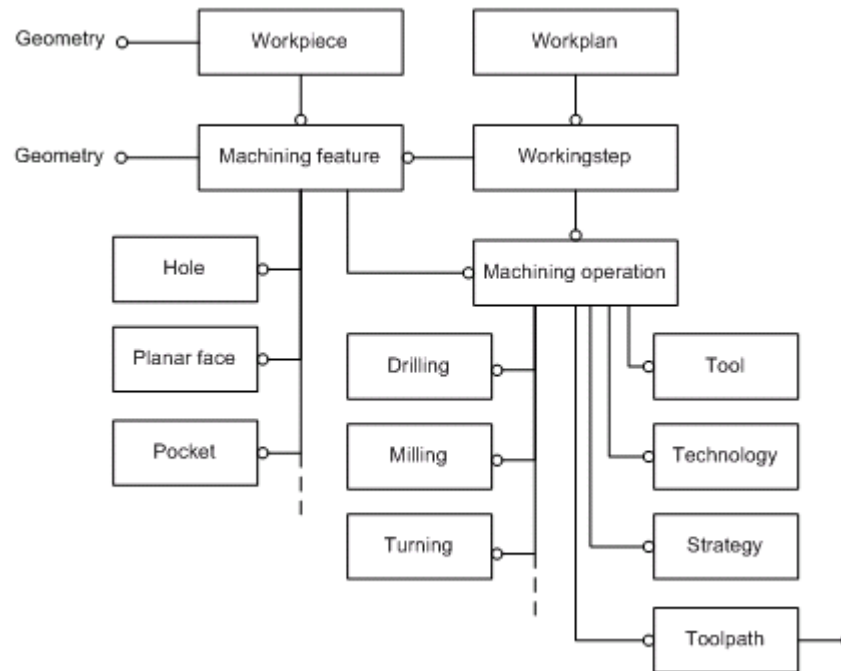 Geometry
Workpiece
Workplan
Geometry
Machining feature
Workingstep
Hole
Machining operation
Planar face
Drilling
Tool
Pocket
Milling
Technology
Turning
Strategy
Toolpath